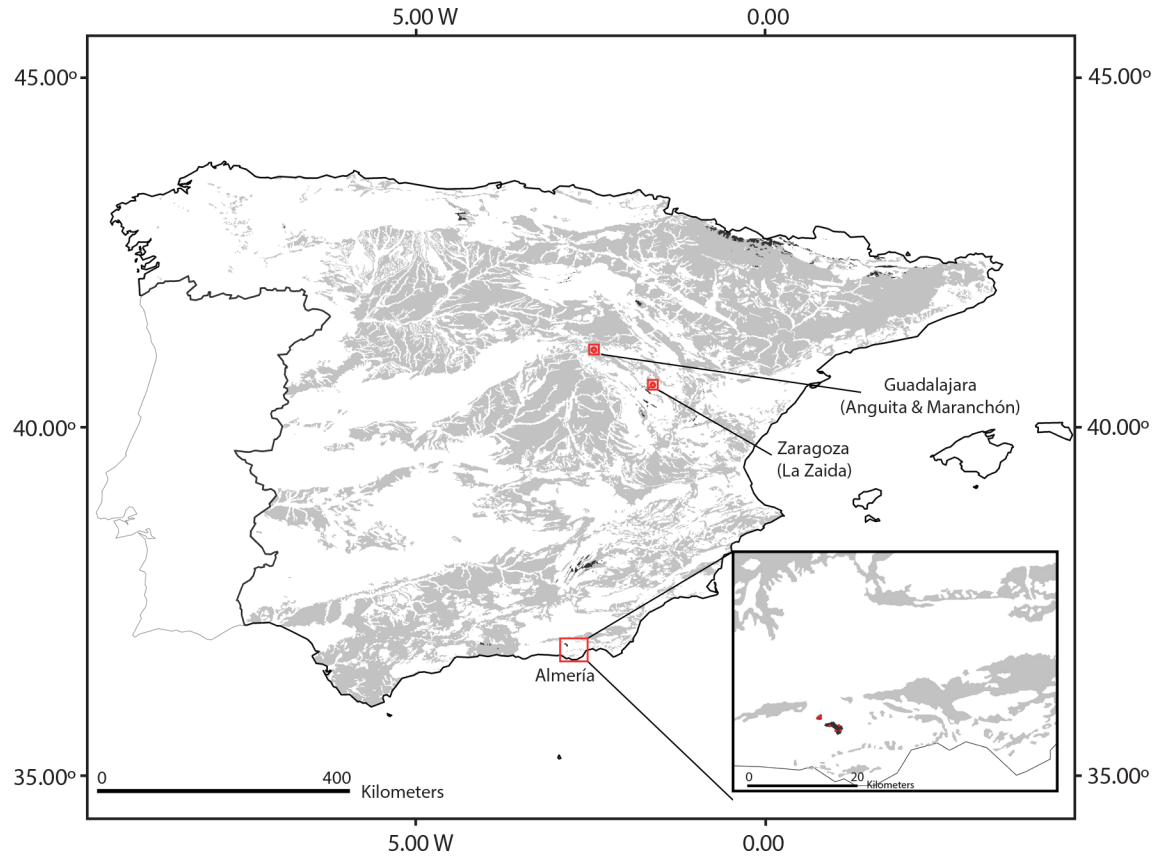 5.00 W
0.00
45.00º
45.00º
Guadalajara
(Anguita & Maranchón)
40.00º
40.00º
Zaragoza
(La Zaida)
Almería
35.00º
35.00º
0
400
Kilometers
0
20
Kilometers
5.00 W
0.00